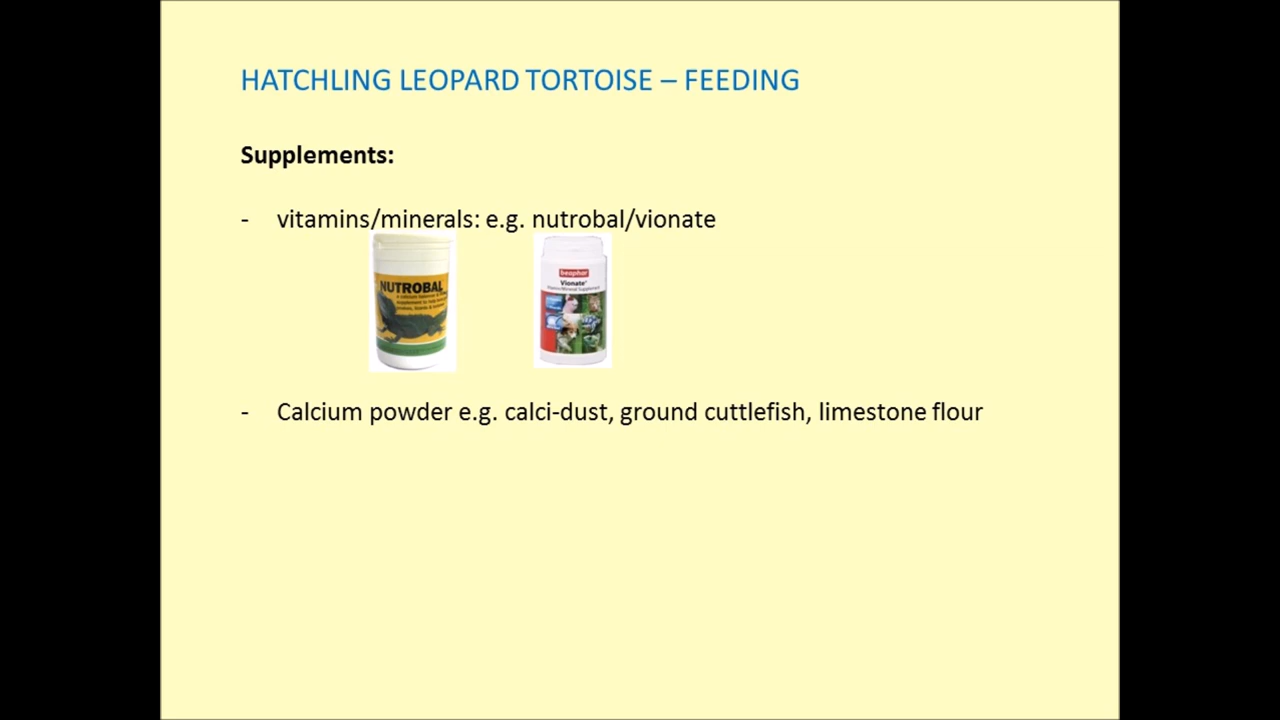 HATCHLING LEOPARD TORTOISE – FEEDING
Supplements:
- vitamins/minerals: e.g. nutrobal/vionate
NUTROBAL
beaphar
Vionate
- Calcium powder e.g. calci-dust, ground cuttlefish, limestone flour